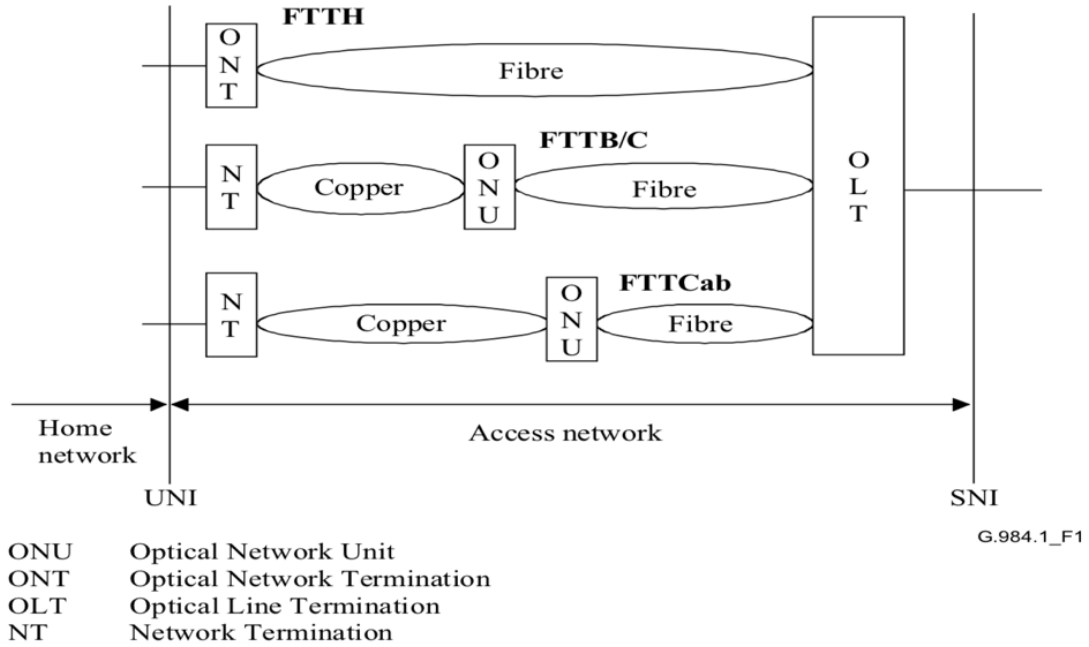 FTTH
O
N
T
Fibre
FTTB/C
N
T
Copper
O
N
U
Fibre
O
L
T
FTTCab
N
T
Copper
O
N
U
Fibre
Home
network
Access network
UNI
SNI
G.984.1_F1
ONU Optical Network Unit
ONT Optical Network Termination
OLT Optical Line Termination
NT Network Termination